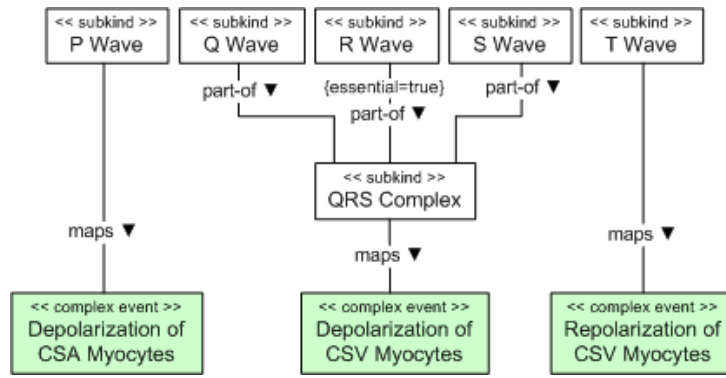 << subkind >> << subkind >> << subkind >> << subkind >> << subkind >>
P Wave Q Wave R Wave S Wave T Wave
part-of ▼ {essential=true} part-of ▼
part-of ▼
<< subkind >>
QRS Complex
maps ▼ maps ▼ maps ▼
<< complex event >> << complex event >> << complex event >>
Depolarization of Depolarization of Repolarization of
CSA Myocytes CSV Myocytes CSV Myocytes